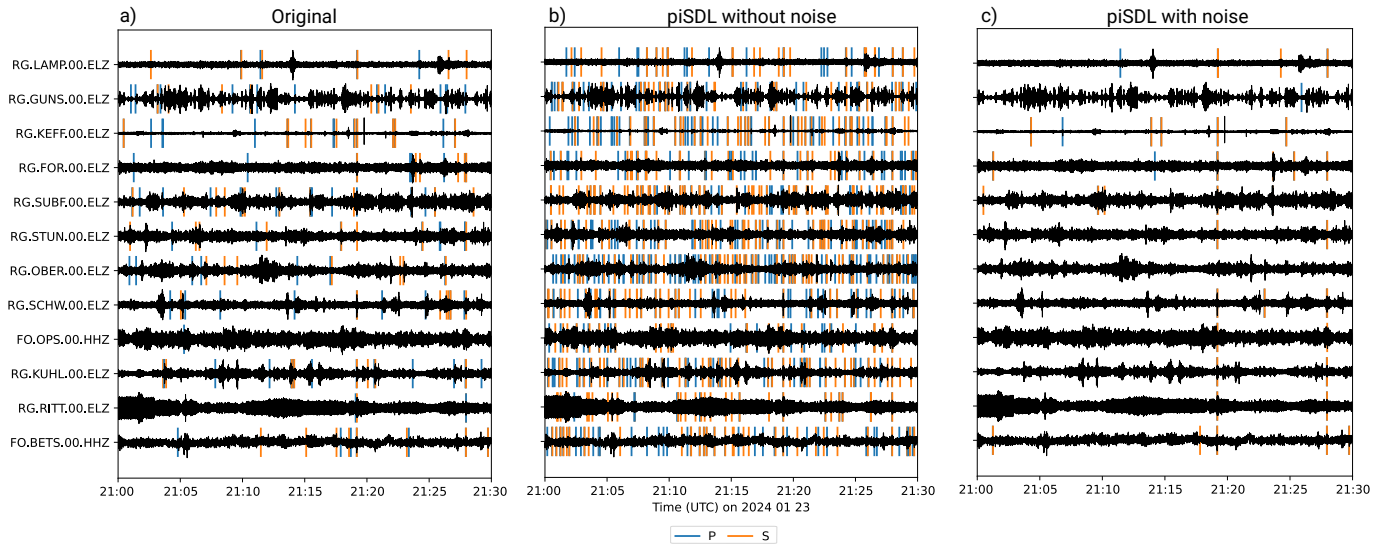 a) Original
b) piSDL without noise
c) piSDL with noise
RG.LAMP.00.ELZ
RG.GUNS.00.ELZ
RG.KEFF.00.ELZ
RG.FOR.00.ELZ
RG.SUBF.00.ELZ
RG.STUN.00.ELZ
RG.OBER.00.ELZ
RG.SCHW.00.ELZ
FO.OPS.00.HHZ
RG.KUHL.00.ELZ
RG.RITT.00.ELZ
FO.BETS.00.HHZ
21:00 21:05 21:10 21:15 21:20 21:25 21:30
21:00 21:05 21:10 21:15 21:20 21:25 21:30
21:00 21:05 21:10 21:15 21:20 21:25 21:30
Time (UTC) on 2024 01 23
P S